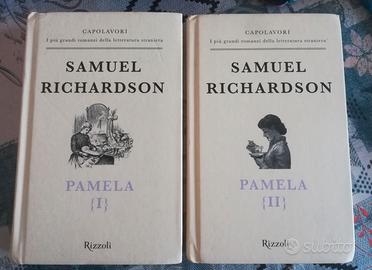 CAPOLAVORI
I più grandi romanzi della letteratura straniera
SAMUEL
RICHARDSON
PAMELA
{I}
Rizzoli
CAPOLAVORI
I più grandi romanzi della letteratura straniera
SAMUEL
RICHARDSON
PAMELA
{II}
Rizzoli
subito